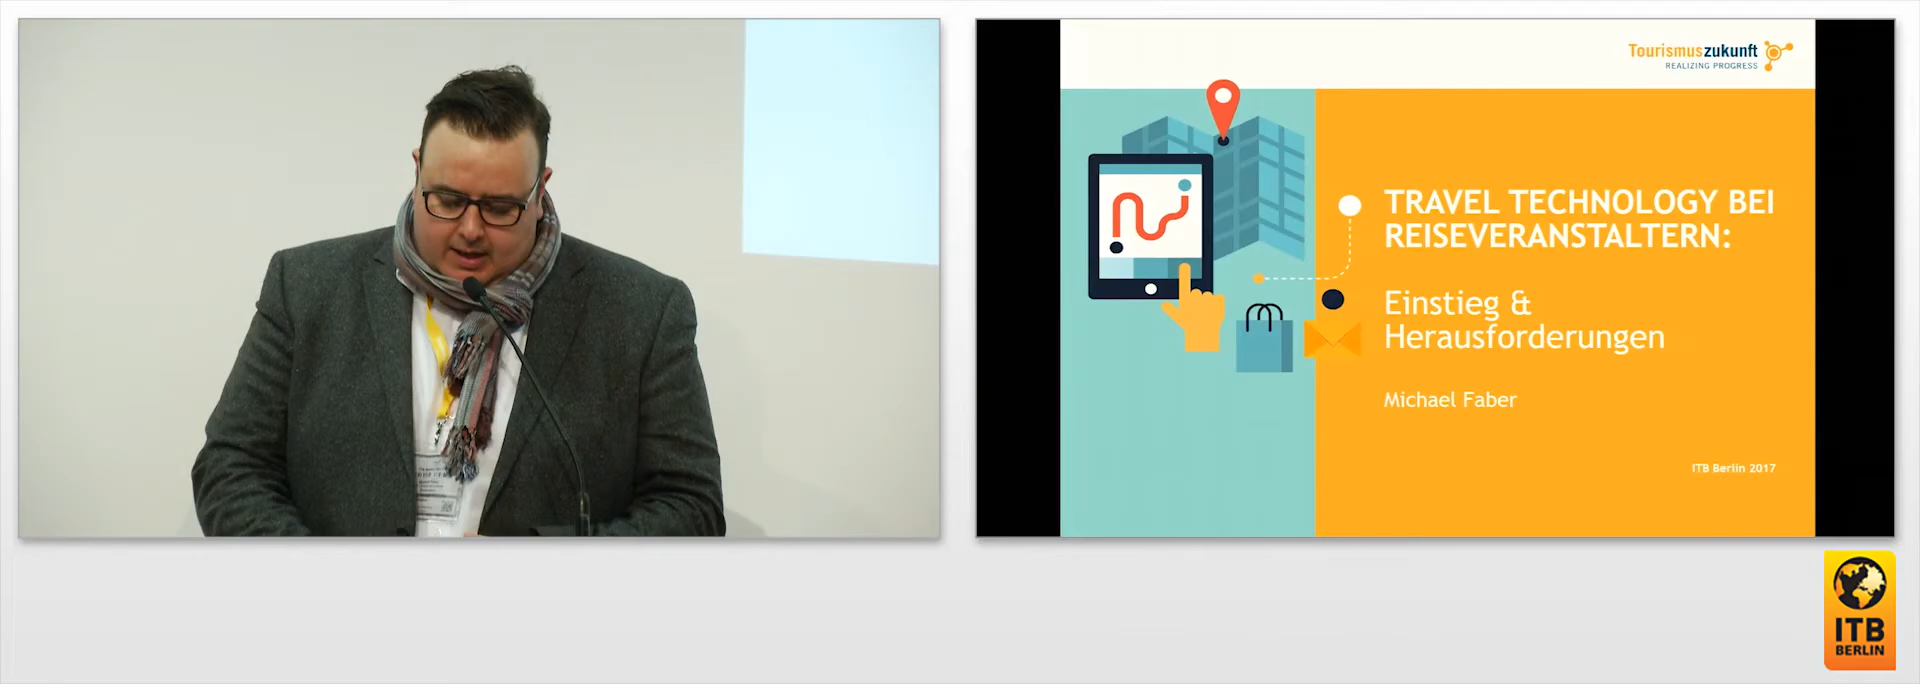 Tourismuszukunft
REALIZING PROGRESS
TRAVEL TECHNOLOGY BEI
REISEVERANSTALTERN:
Einstieg &
Herausforderungen
Michael Faber
ITB Berlin 2017
ITB
BERLIN